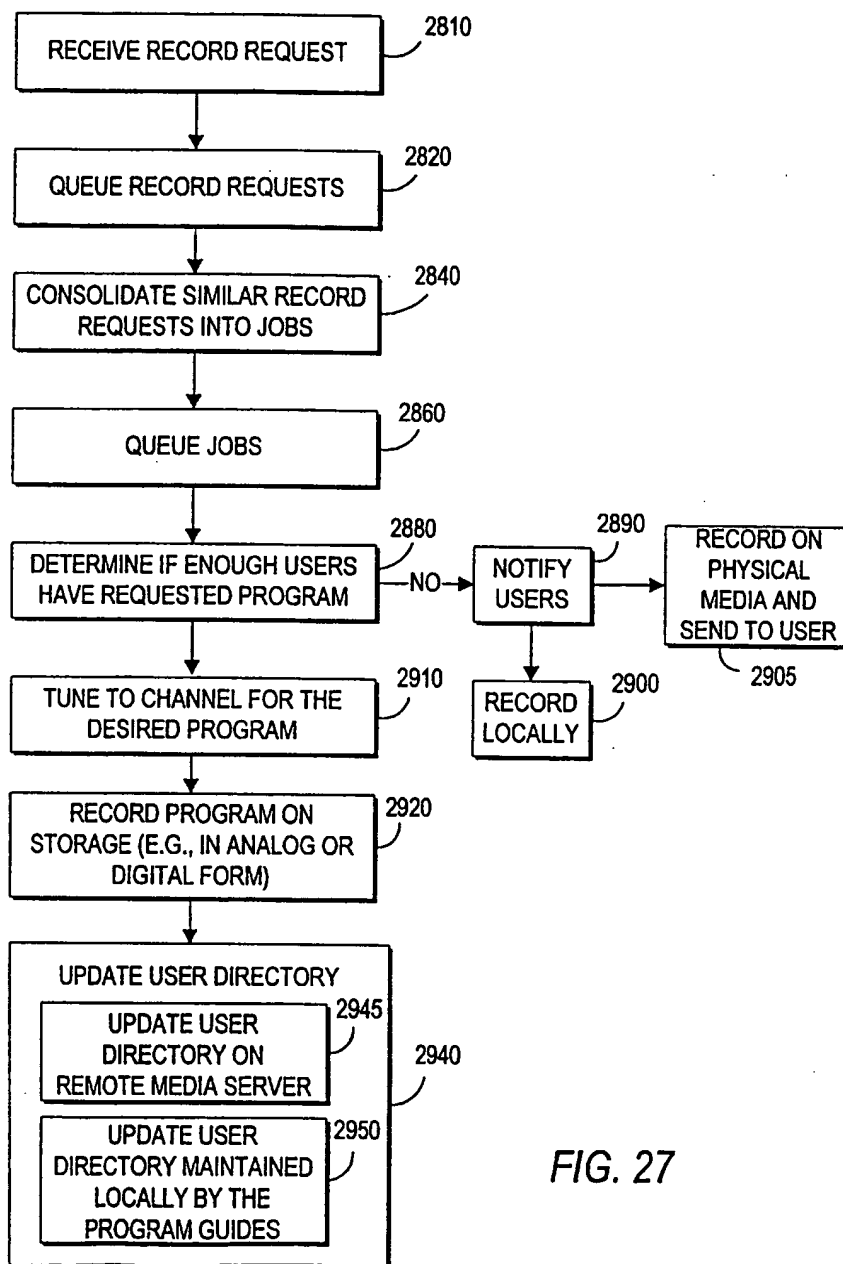 RECEIVE RECORD REQUEST
2810
QUEUE RECORD REQUESTS
2820
CONSOLIDATE SIMILAR RECORD
REQUESTS INTO JOBS
2840
QUEUE JOBS
2860
DETERMINE IF ENOUGH USERS
HAVE REQUESTED PROGRAM
2880
NO
NOTIFY
USERS
2890
RECORD ON
PHYSICAL
MEDIA AND
SEND TO USER
2905
RECORD
LOCALLY
2900
TUNE TO CHANNEL FOR THE
DESIRED PROGRAM
2910
RECORD PROGRAM ON
STORAGE (E.G., IN ANALOG OR
DIGITAL FORM)
2920
UPDATE USER DIRECTORY
2940
UPDATE USER
DIRECTORY ON
REMOTE MEDIA SERVER
2945
UPDATE USER
DIRECTORY MAINTAINED
LOCALLY BY THE
PROGRAM GUIDES
2950
FIG. 27